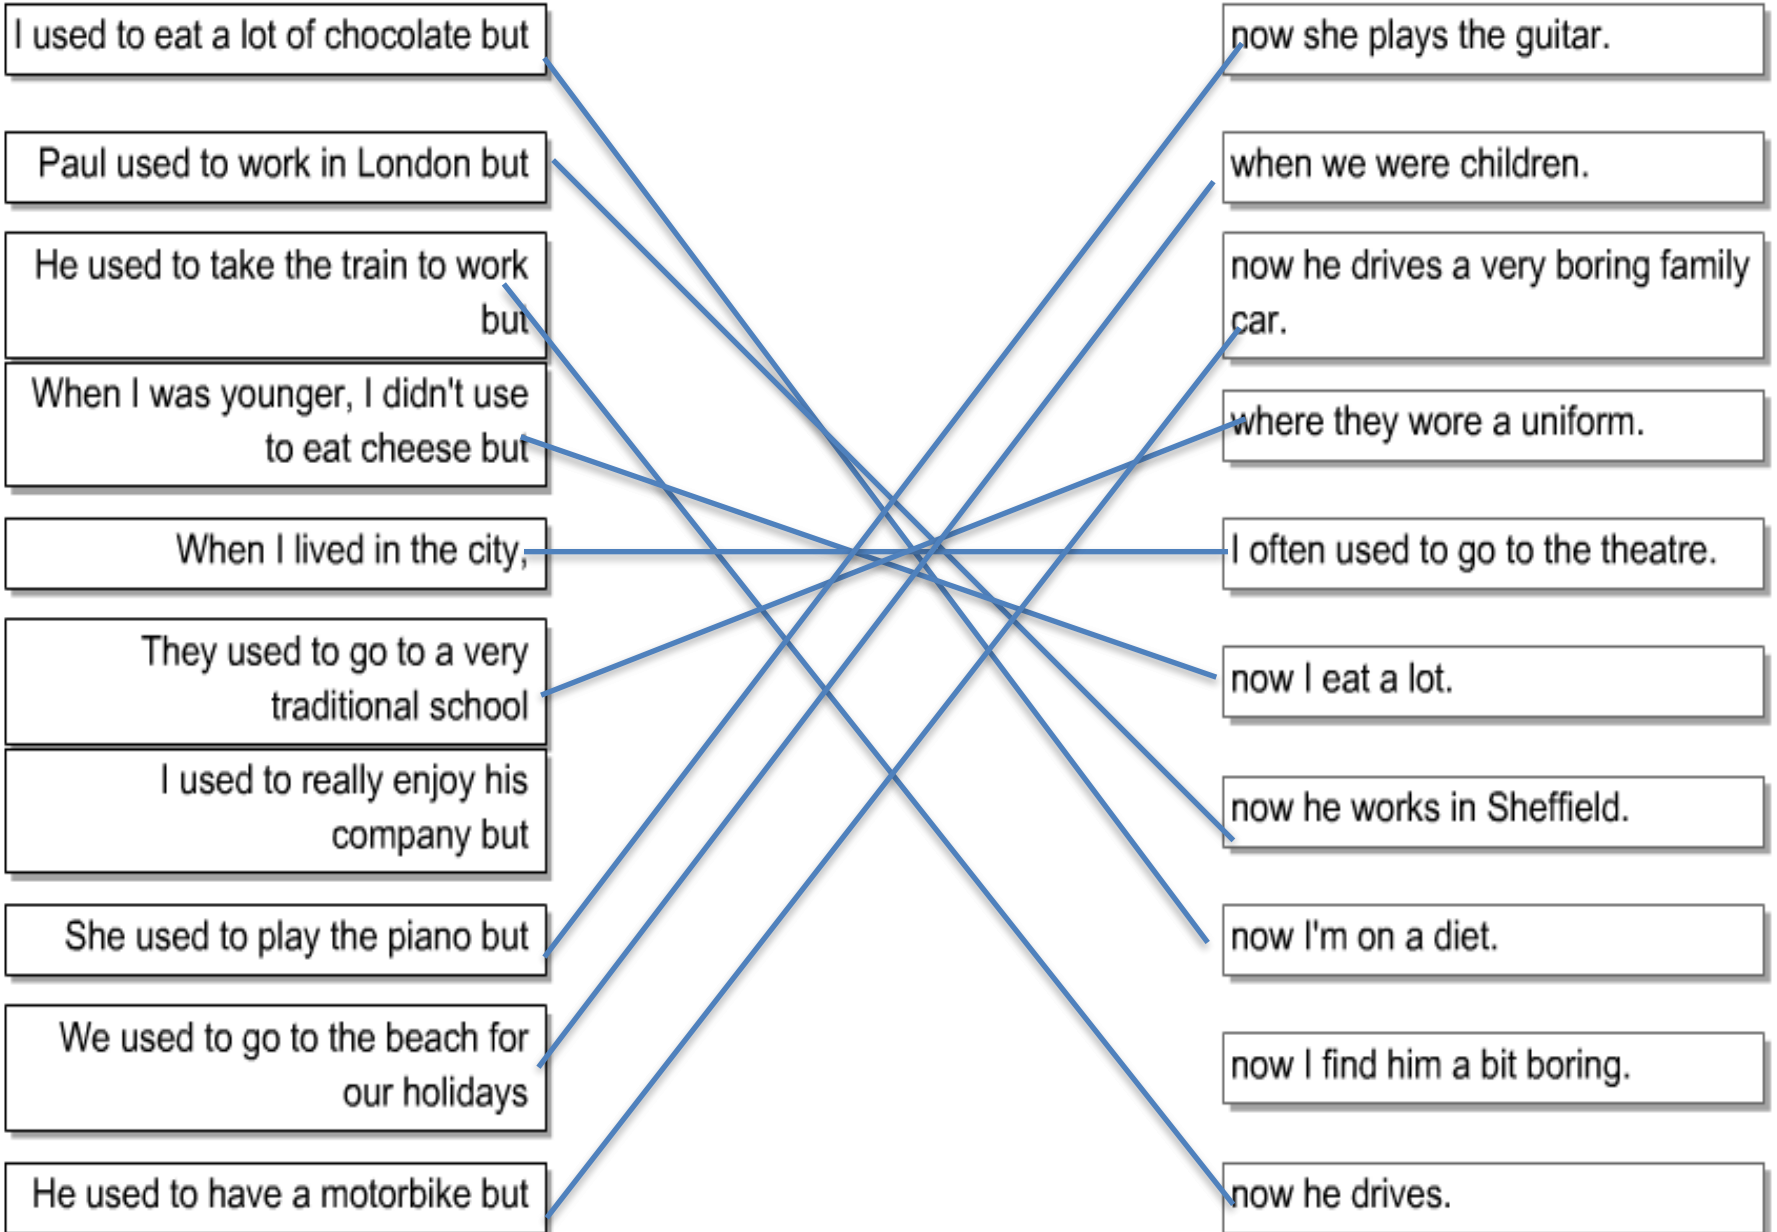 I used to eat a lot of chocolate but
Paul used to work in London but
He used to take the train to work
but
When I was younger, I didn't use
to eat cheese but
When I lived in the city,
They used to go to a very
traditional school
I used to really enjoy his
company but
She used to play the piano but
We used to go to the beach for
our holidays
He used to have a motorbike but
now she plays the guitar.
when we were children.
now he drives a very boring family
car.
where they wore a uniform.
I often used to go to the theatre.
now I eat a lot.
now he works in Sheffield.
now I'm on a diet.
now I find him a bit boring.
now he drives.